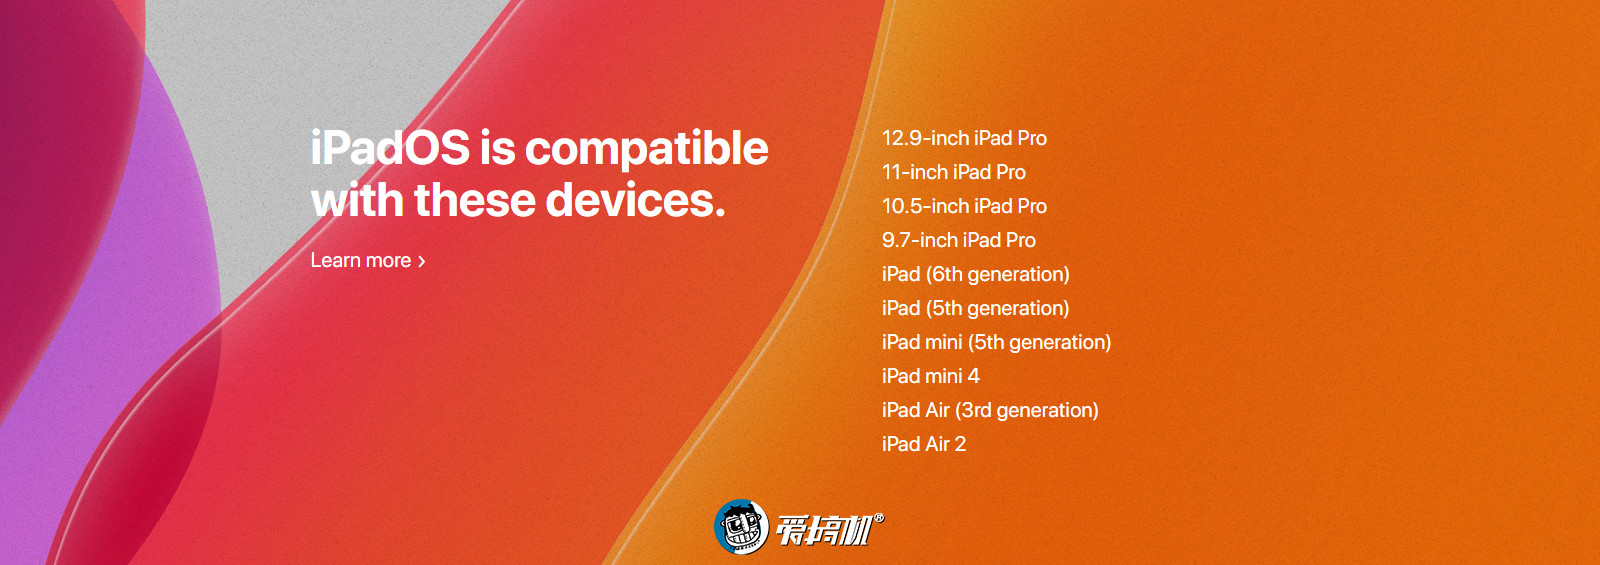 iPadOS is compatible
with these devices.
Learn more >
12.9-inch iPad Pro
11-inch iPad Pro
10.5-inch iPad Pro
9.7-inch iPad Pro
iPad (6th generation)
iPad (5th generation)
iPad mini (5th generation)
iPad mini 4
iPad Air (3rd generation)
iPad Air 2
爱搞机®